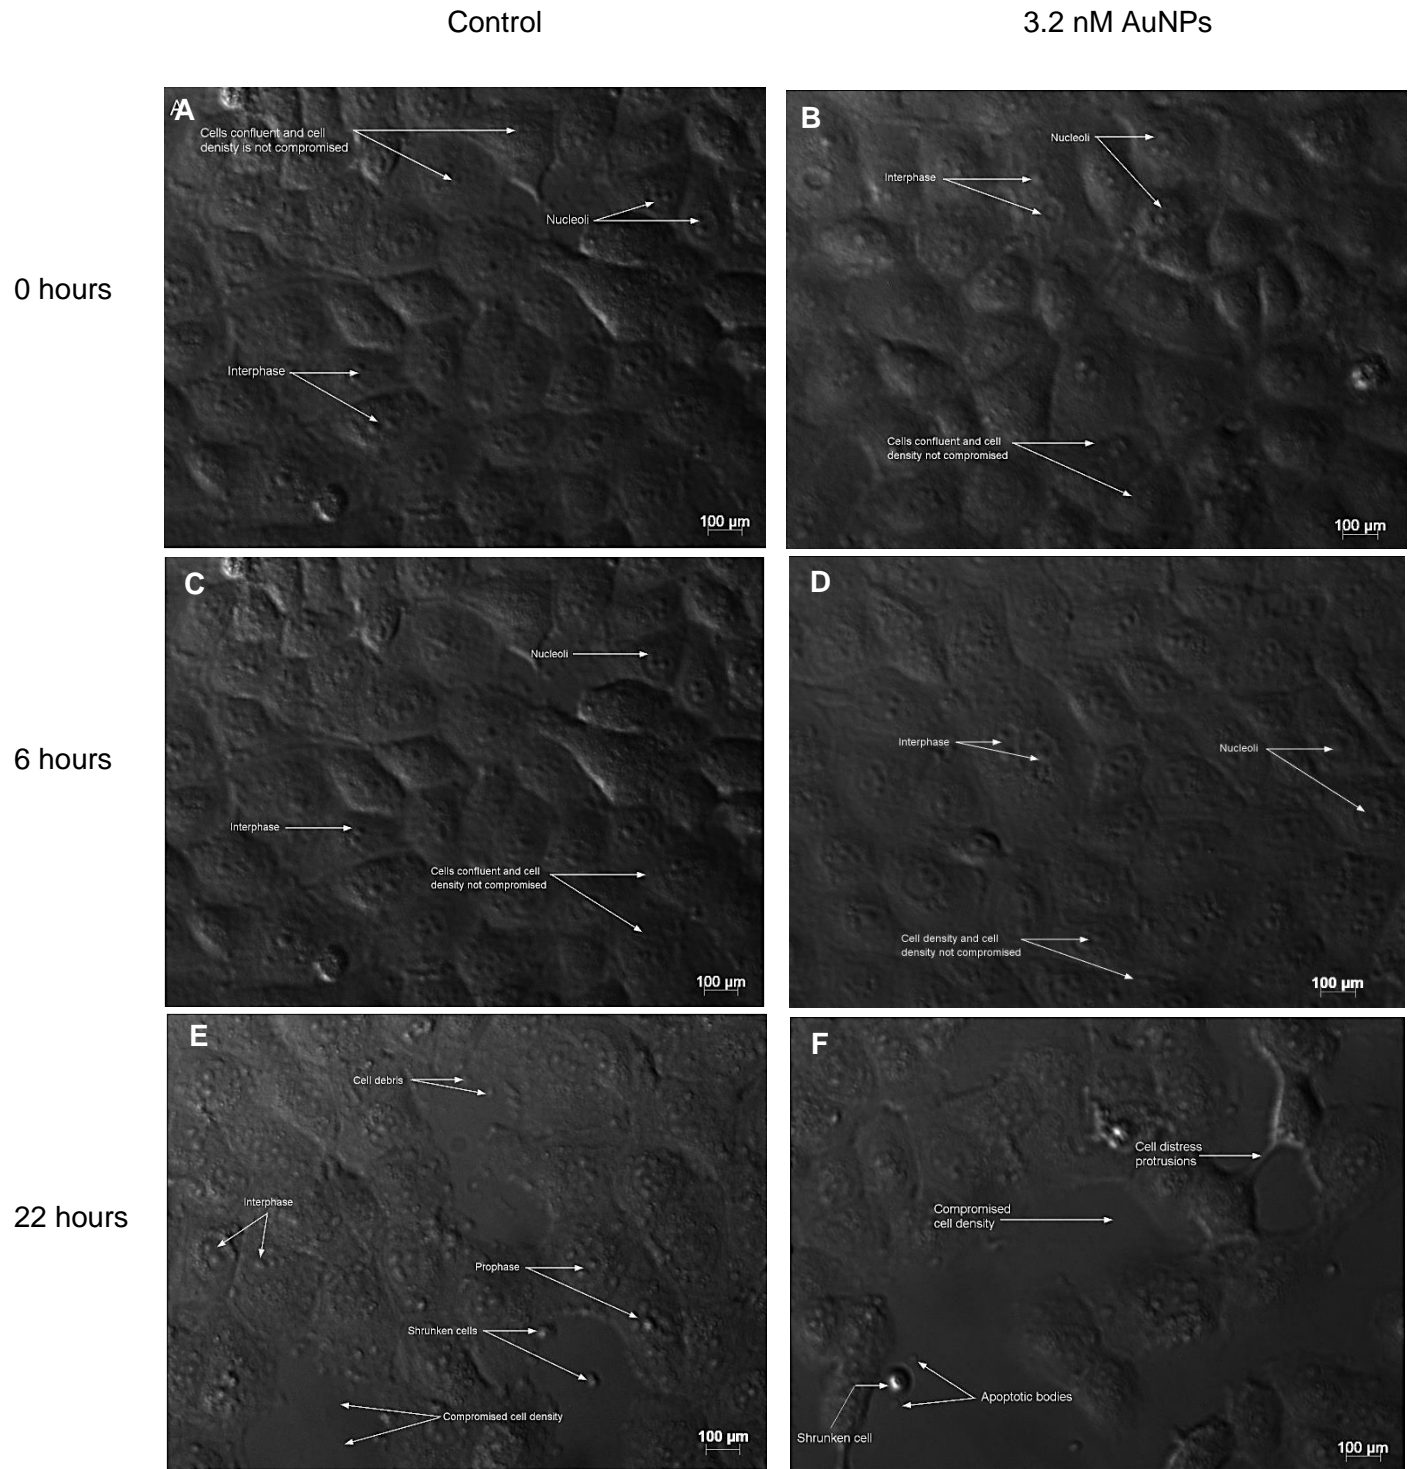 Control
3.2 nM AuNPs
0 hours
A
A
Cells confluent and cell
denisty is not compromised
Nucleoli
Interphase
100 µm
B
Nucleoli
Interphase
Cells confluent and cell
density not compromised
100 µm
6 hours
C
Nucleoli
Interphase
Cells confluent and cell
density not compromised
100 µm
D
Interphase
Nucleoli
Cell density and cell
density not compromised
100 µm
22 hours
E
Cell debris
Interphase
Prophase
Shrunken cells
Compromised cell density
100 µm
F
Cell distress
protrusions
Compromised
cell density
Apoptotic bodies
Shrunken cell
100 µm